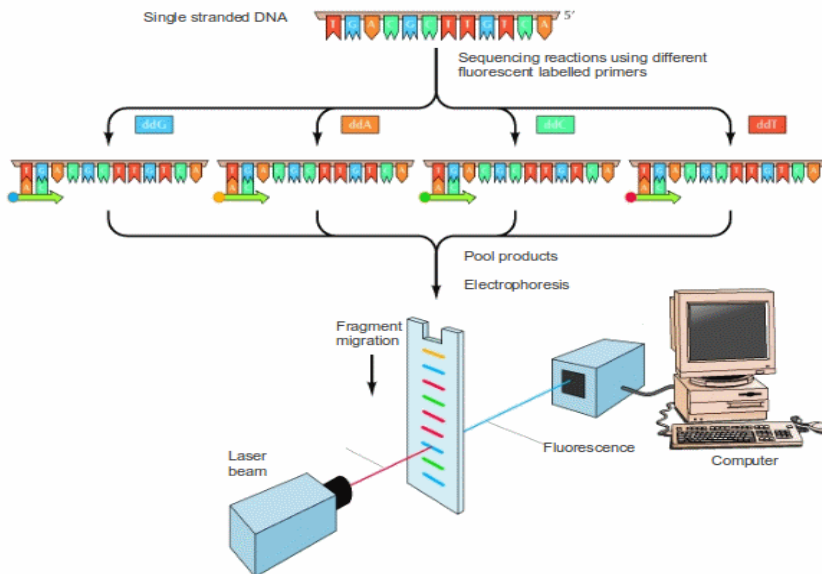 Single stranded DNA
T G A C G C T T G T C A 5′
Sequencing reactions using different
fluorescent labelled primers
ddG ddA ddC ddT
Pool products
Electrophoresis
Fragment
migration
Laser
beam
Fluorescence
Computer